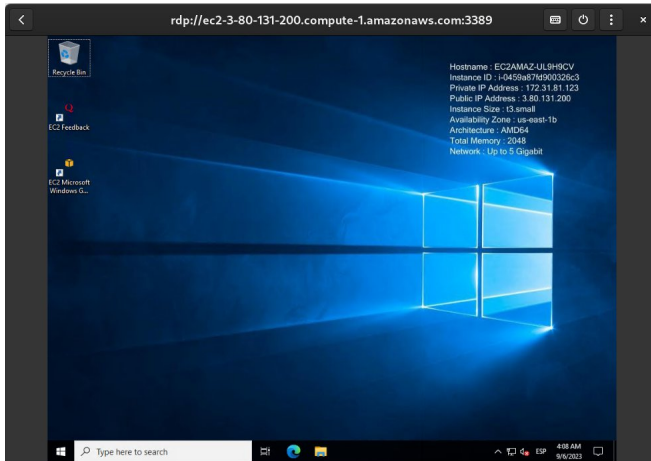 rdp://ec2-3-80-131-200.compute-1.amazonaws.com:3389
Recycle Bin
EC2 Feedback
EC2 Microsoft
Windows G...
Hostname : EC2AMAZ-UL9H9CV
Instance ID : i-0459a87fd900326c3
Private IP Address : 172.31.81.123
Public IP Address : 3.80.131.200
Instance Size : t3.small
Availability Zone : us-east-1b
Architecture : AMD64
Total Memory : 2048
Network : Up to 5 Gigabit
Type here to search
ESP
4:08 AM
9/6/2023